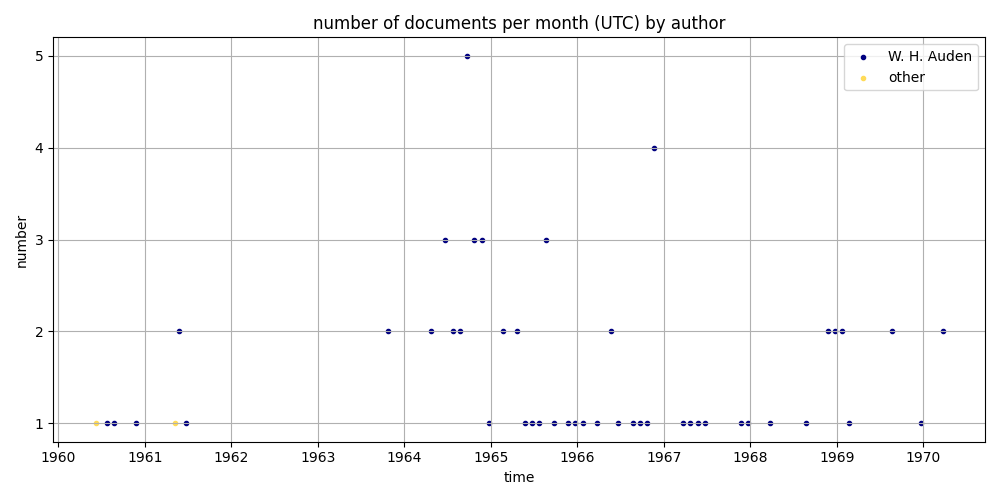 number of documents per month (UTC) by author
W. H. Auden
other
number
5
4
3
2
1
1960 1961 1962 1963 1964 1965 1966 1967 1968 1969 1970
time